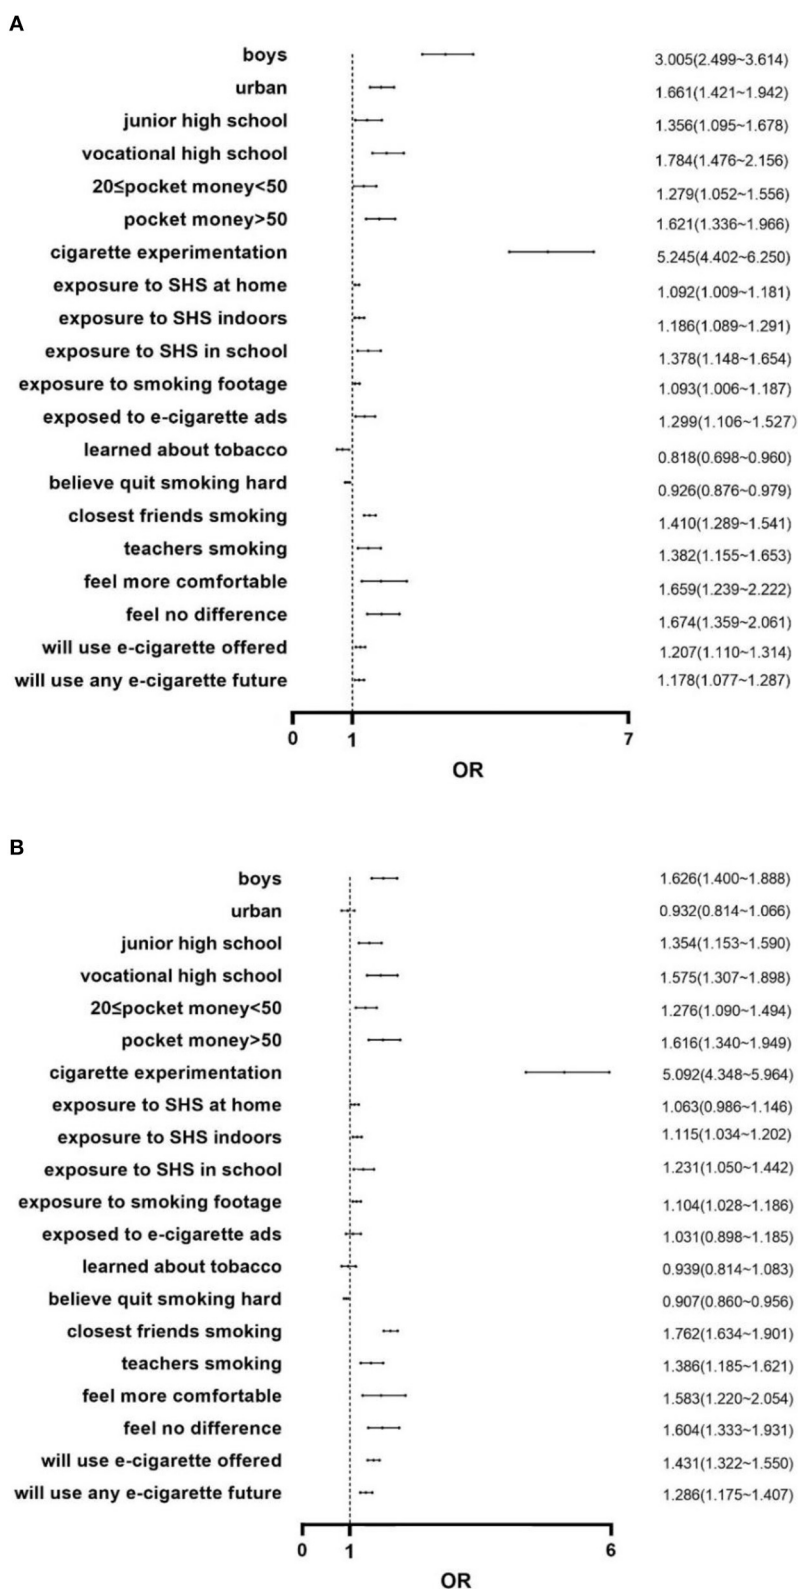 A
boys 3.005(2.499~3.614)
urban 1.661(1.421~1.942)
junior high school 1.356(1.095~1.678)
vocational high school 1.784(1.476~2.156)
20≤pocket money<50 1.279(1.052~1.556)
pocket money>50 1.621(1.336~1.966)
cigarette experimentation 5.245(4.402~6.250)
exposure to SHS at home 1.092(1.009~1.181)
exposure to SHS indoors 1.186(1.089~1.291)
exposure to SHS in school 1.378(1.148~1.654)
exposure to smoking footage 1.093(1.006~1.187)
exposed to e-cigarette ads 1.299(1.106~1.527)
learned about tobacco 0.818(0.698~0.960)
believe quit smoking hard 0.926(0.876~0.979)
closest friends smoking 1.410(1.289~1.541)
teachers smoking 1.382(1.155~1.653)
feel more comfortable 1.659(1.239~2.222)
feel no difference 1.674(1.359~2.061)
will use e-cigarette offered 1.207(1.110~1.314)
will use any e-cigarette future 1.178(1.077~1.287)
0 1 7
OR
B
boys 1.626(1.400~1.888)
urban 0.932(0.814~1.066)
junior high school 1.354(1.153~1.590)
vocational high school 1.575(1.307~1.898)
20≤pocket money<50 1.276(1.090~1.494)
pocket money>50 1.616(1.340~1.949)
cigarette experimentation 5.092(4.348~5.964)
exposure to SHS at home 1.063(0.986~1.146)
exposure to SHS indoors 1.115(1.034~1.202)
exposure to SHS in school 1.231(1.050~1.442)
exposure to smoking footage 1.104(1.028~1.186)
exposed to e-cigarette ads 1.031(0.898~1.185)
learned about tobacco 0.939(0.814~1.083)
believe quit smoking hard 0.907(0.860~0.956)
closest friends smoking 1.762(1.634~1.901)
teachers smoking 1.386(1.185~1.621)
feel more comfortable 1.583(1.220~2.054)
feel no difference 1.604(1.333~1.931)
will use e-cigarette offered 1.431(1.322~1.550)
will use any e-cigarette future 1.286(1.175~1.407)
0 1 6
OR